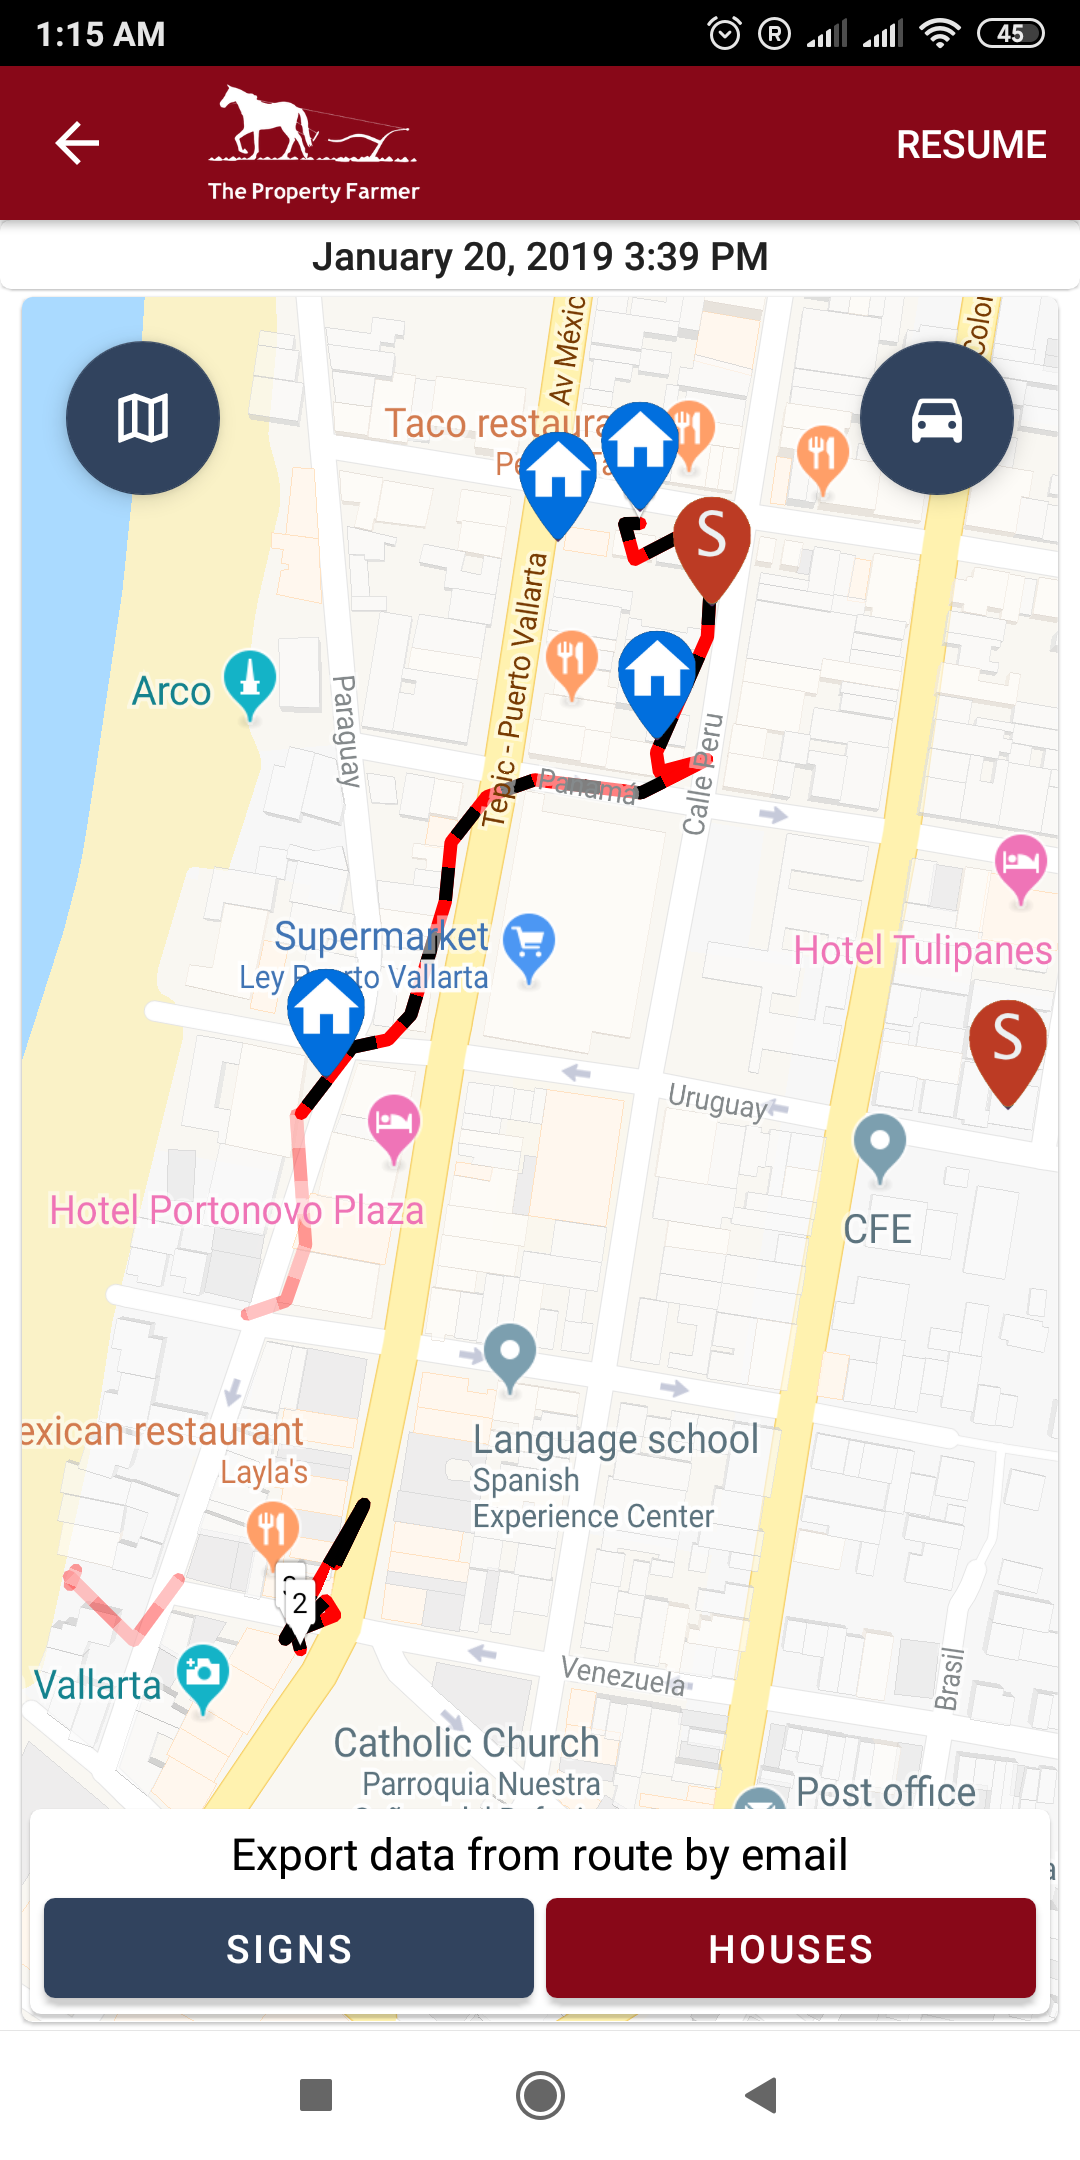 1:15 AM
R
45
The Property Farmer
RESUME
January 20, 2019 3:39 PM
Av Méxic
Color
Taco restaura
Tepic - Puerto Vallarta
S
Arco
Paraguay
Panamá
Calle Peru
Supermarket
Ley Puerto Vallarta
Hotel Tulipanes
S
Uruguay
Hotel Portonovo Plaza
CFE
exican restaurant
Layla's
Language school
Spanish
Experience Center
2
Vallarta
Venezuela
Brasil
Catholic Church
Parroquia Nuestra
Post office
Export data from route by email
SIGNS
HOUSES